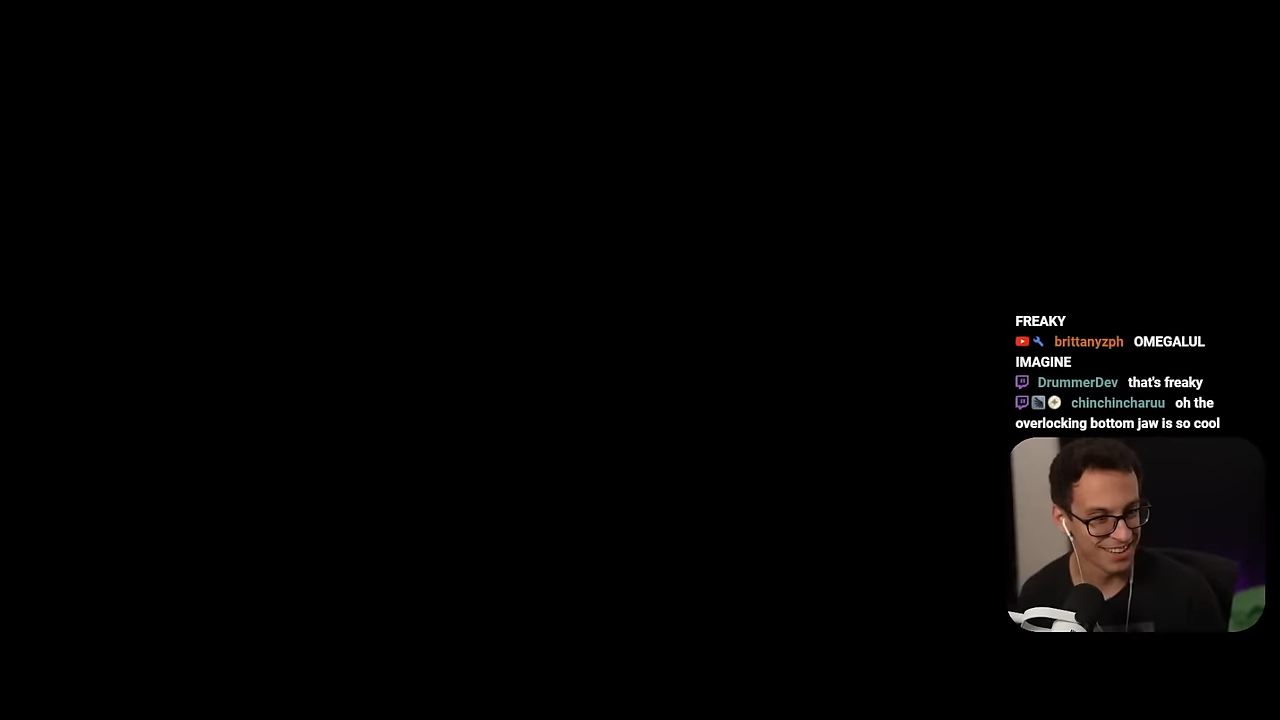 FREAKY
brittanyzph OMEGALUL
IMAGINE
DrummerDev that's freaky
chinchincharuu oh the
overlocking bottom jaw is so cool